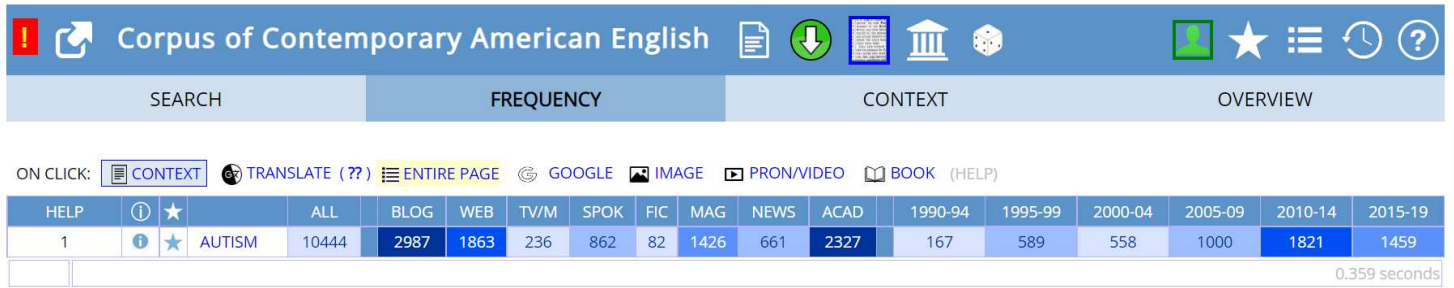 ! Corpus of Contemporary American English ?
SEARCH FREQUENCY CONTEXT OVERVIEW
ON CLICK: CONTEXT TRANSLATE (??) ENTIRE PAGE G GOOGLE IMAGE PRON/VIDEO BOOK (HELP)
HELP ALL BLOG WEB TV/M SPOK FIC MAG NEWS ACAD 1990-94 1995-99 2000-04 2005-09 2010-14 2015-19
1 AUTISM 10444 2987 1863 236 862 82 1426 661 2327 167 589 558 1000 1821 1459
0.359 seconds